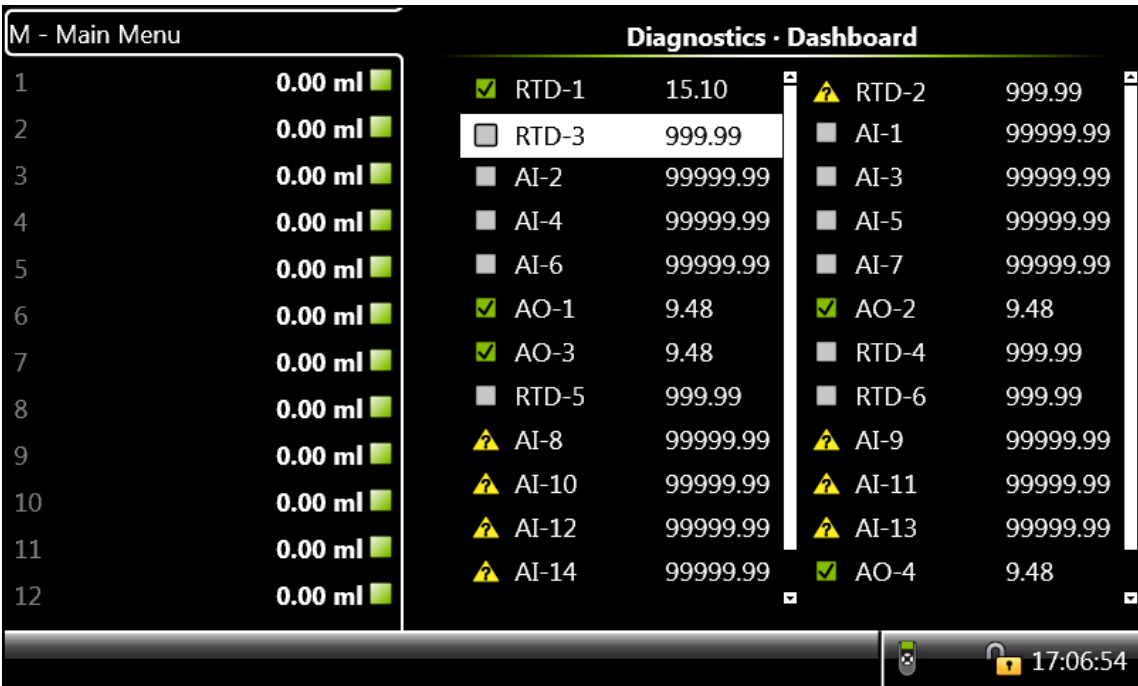 M - Main Menu
Diagnostics · Dashboard
1 0.00 ml
2 0.00 ml
3 0.00 ml
4 0.00 ml
5 0.00 ml
6 0.00 ml
7 0.00 ml
8 0.00 ml
9 0.00 ml
10 0.00 ml
11 0.00 ml
12 0.00 ml
RTD-1 15.10 RTD-2 999.99
RTD-3 999.99 AI-1 99999.99
AI-2 99999.99 AI-3 99999.99
AI-4 99999.99 AI-5 99999.99
AI-6 99999.99 AI-7 99999.99
AO-1 9.48 AO-2 9.48
AO-3 9.48 RTD-4 999.99
RTD-5 999.99 RTD-6 999.99
AI-8 99999.99 AI-9 99999.99
AI-10 99999.99 AI-11 99999.99
AI-12 99999.99 AI-13 99999.99
AI-14 99999.99 AO-4 9.48
17:06:54